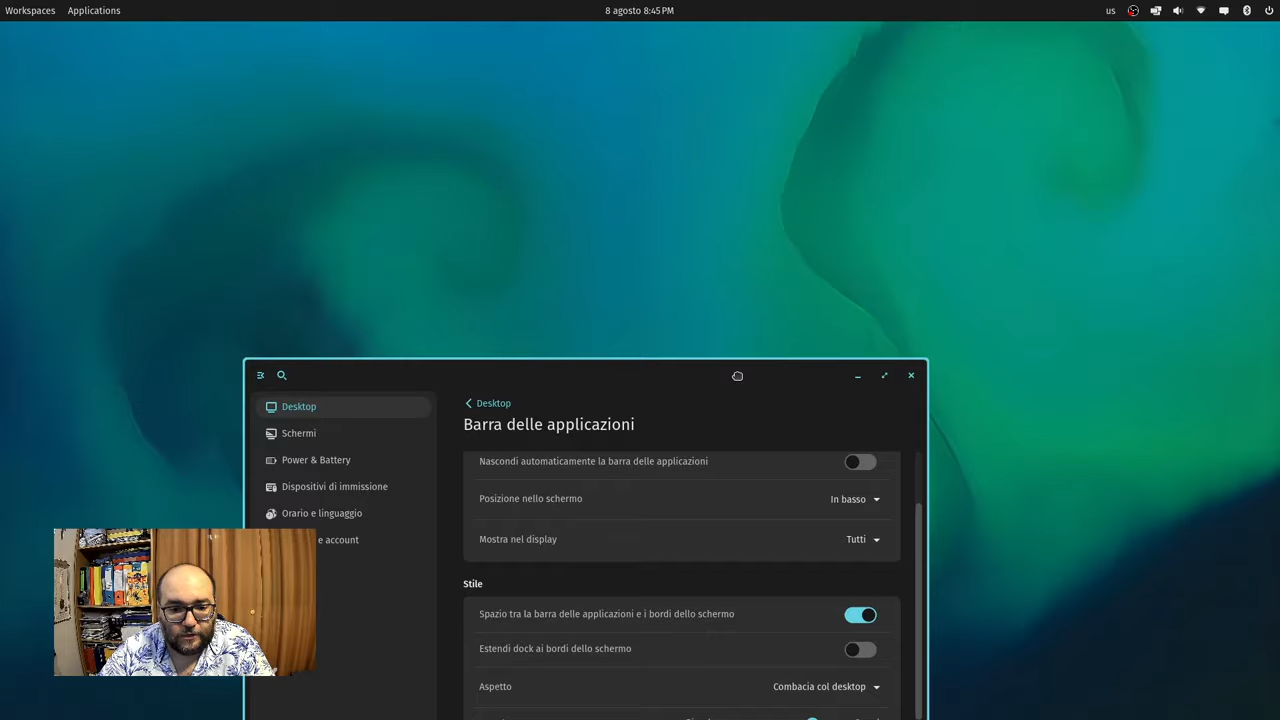 Workspaces Applications 8 agosto 8:45 PM us
Desktop
Schermi
Power & Battery
Dispositivi di immissione
Orario e linguaggio
e account
Desktop
Barra delle applicazioni
Nascondi automaticamente la barra delle applicazioni
Posizione nello schermo In basso
Mostra nel display Tutti
Stile
Spazio tra la barra delle applicazioni e i bordi dello schermo
Estendi dock ai bordi dello schermo
Aspetto Combacia col desktop